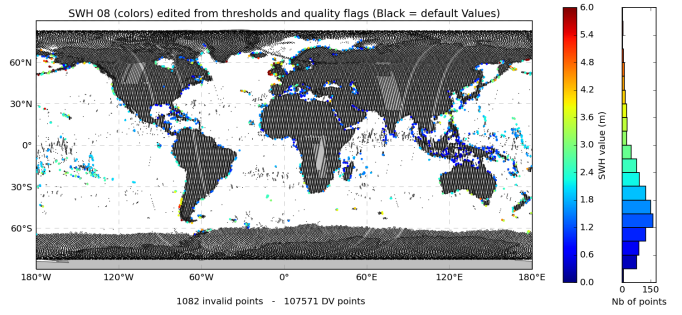 SWH 08 (colors) edited from thresholds and quality flags (Black = default Values)
60°N
30°N
0°
30°S
60°S
180°W 120°W 60°W 0° 60°E 120°E 180°E
1082 invalid points - 107571 DV points
6.0
5.4
4.8
4.2
3.6
3.0
2.4
1.8
1.2
0.6
0.0
SWH value (m)
0 150
Nb of points